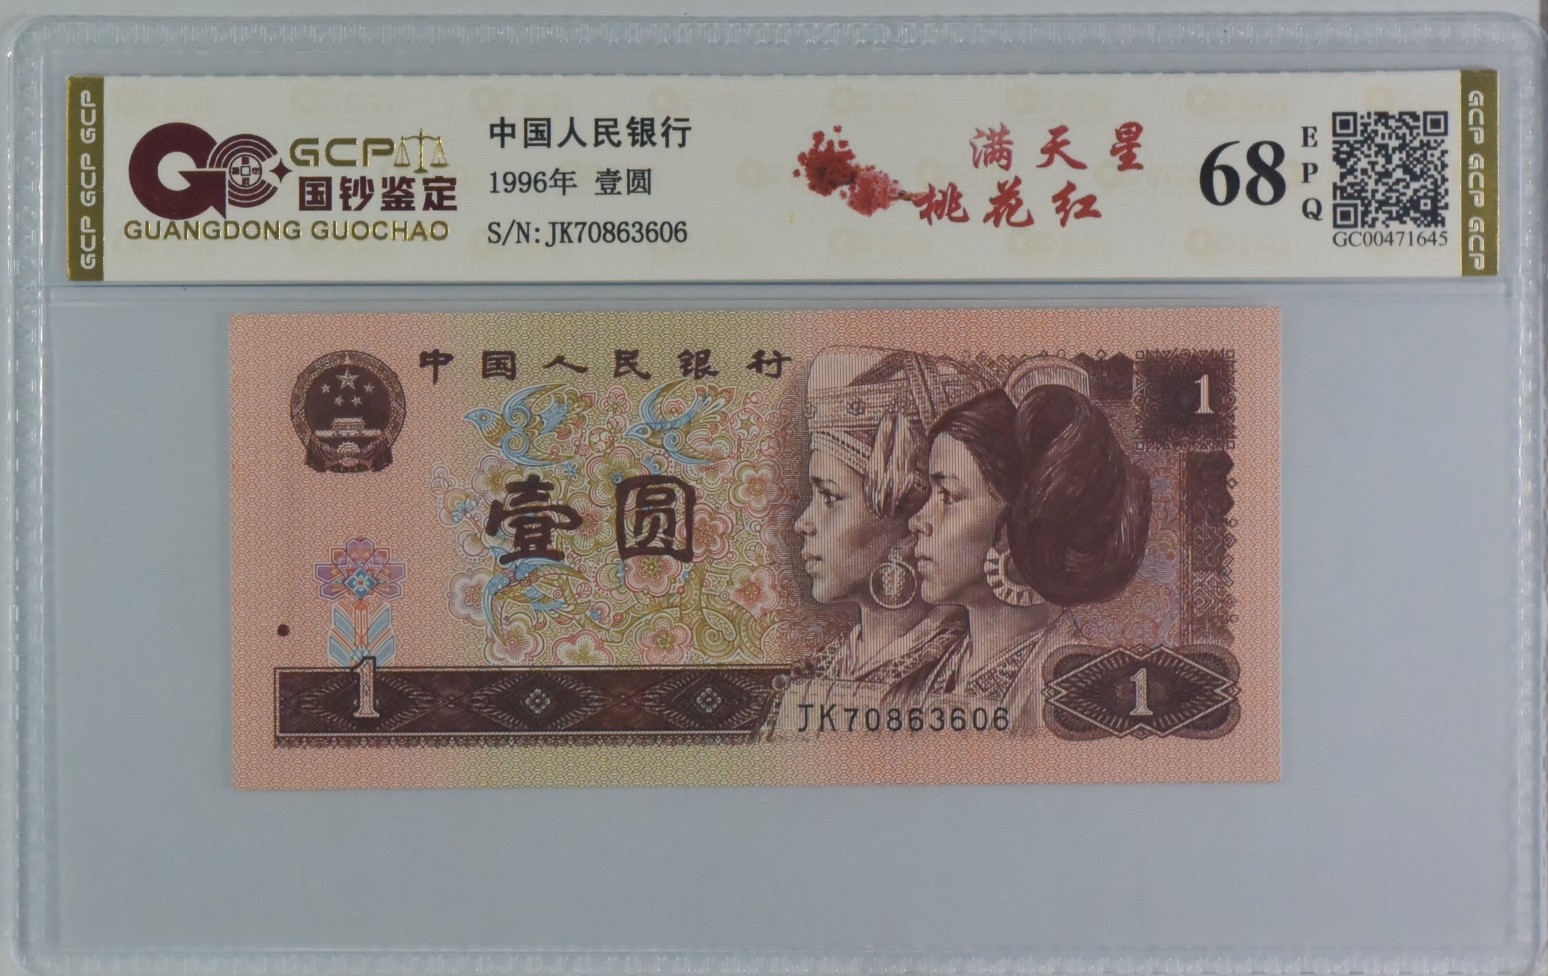 GCP GCP GCP
GCP
国钞鉴定
GUANGDONG GUOCHAO
中国人民银行
1996年 壹圆
S/N:JK70863606
满天星
桃花红
68
EPQ
GC00471645
GCP GCP GCP
中国人民银行
1
壹圆
1
JK70863606
1